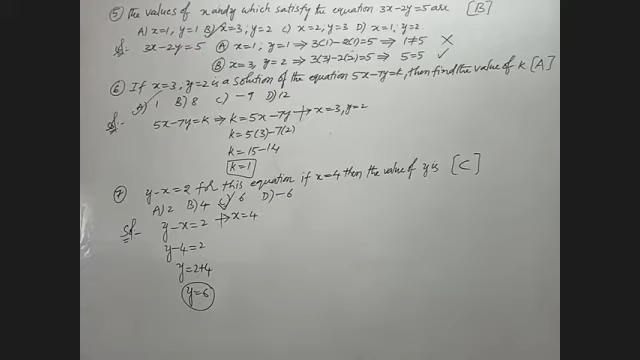 ⑤ The values of x and y which satisfy the equation 3x-2y=5 are [B]
A) x=1, y=1 B) x=3, y=2 C) x=2, y=3 D) x=1, y=2
Sol:- 3x-2y=5 Ⓐ x=1, y=1 ⇒ 3(1)-2(1)=5 ⇒ 1≠5 ✗
Ⓑ x=3, y=2 ⇒ 3(3)-2(2)=5 ⇒ 5=5 ✓
⑥ If x=3, y=2 is a solution of the equation 5x-7y=k, then find the value of k [A]
A) 1 B) 8 C) -9 D) 12
Sol:- 5x-7y=k ⇒ k=5x-7y → x=3, y=2
k=5(3)-7(2)
k=15-14
k=1
⑦ y-x=2 for this equation if x=4 then the value of y is [C]
A) 2 B) 4 C) 6 D) -6
Sol:- y-x=2 → x=4
y-4=2
y=2+4
y=6